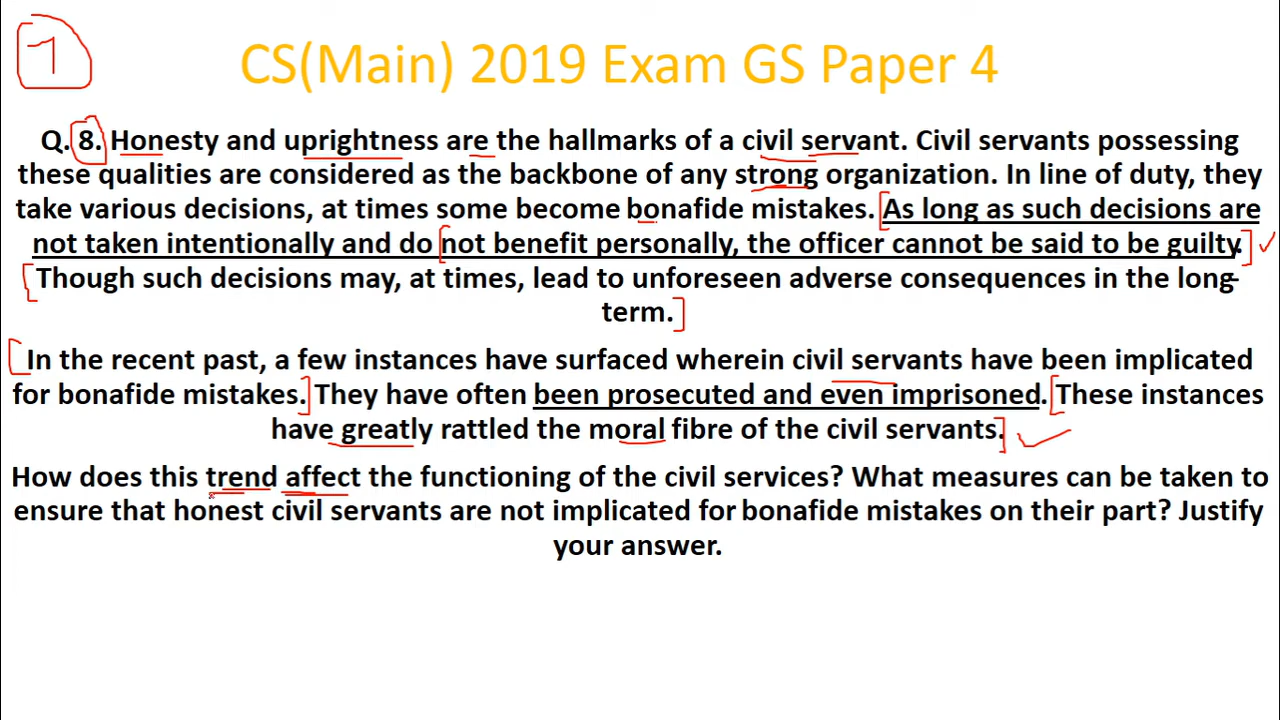 1
CS(Main) 2019 Exam GS Paper 4
Q. 8. Honesty and uprightness are the hallmarks of a civil servant. Civil servants possessing
these qualities are considered as the backbone of any strong organization. In line of duty, they
take various decisions, at times some become bonafide mistakes. As long as such decisions are
not taken intentionally and do not benefit personally, the officer cannot be said to be guilty.
Though such decisions may, at times, lead to unforeseen adverse consequences in the long-
term.
In the recent past, a few instances have surfaced wherein civil servants have been implicated
for bonafide mistakes. They have often been prosecuted and even imprisoned. These instances
have greatly rattled the moral fibre of the civil servants.
How does this trend affect the functioning of the civil services? What measures can be taken to
ensure that honest civil servants are not implicated for bonafide mistakes on their part? Justify
your answer.